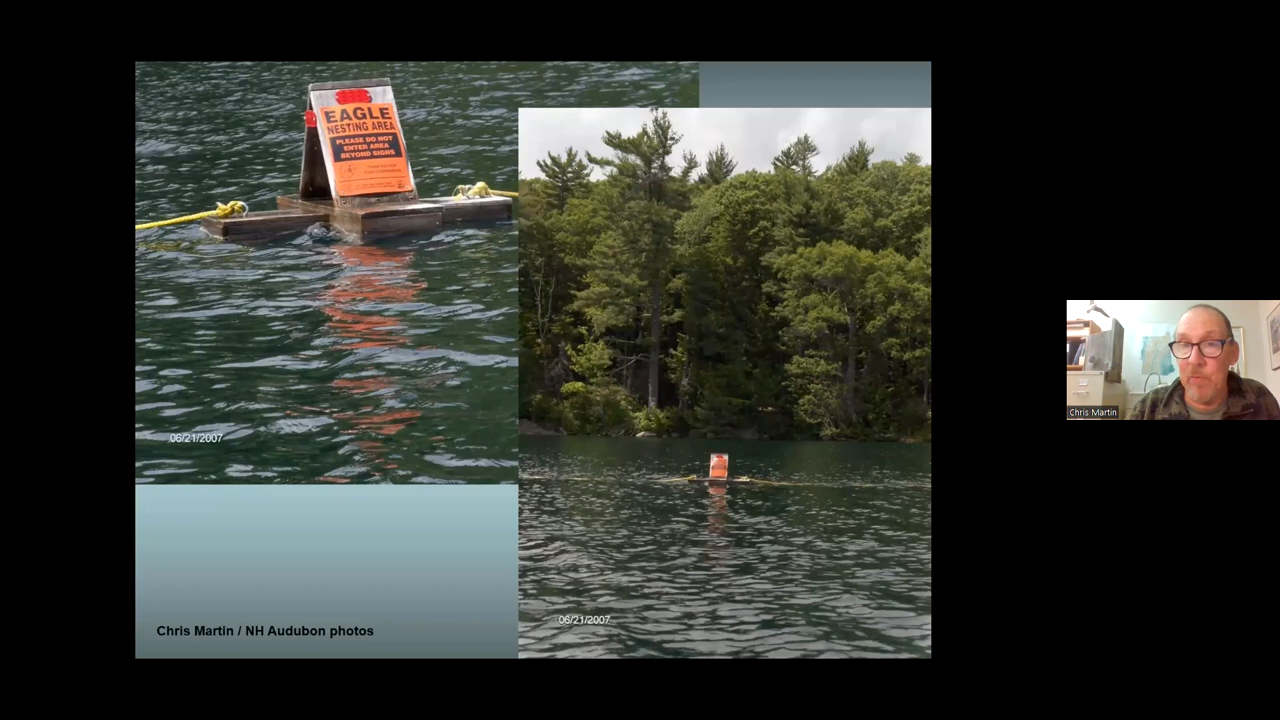 EAGLE
NESTING AREA
PLEASE DO NOT
ENTER AREA
BEYOND SIGNS
06/21/2007
06/21/2007
Chris Martin / NH Audubon photos
Chris Martin